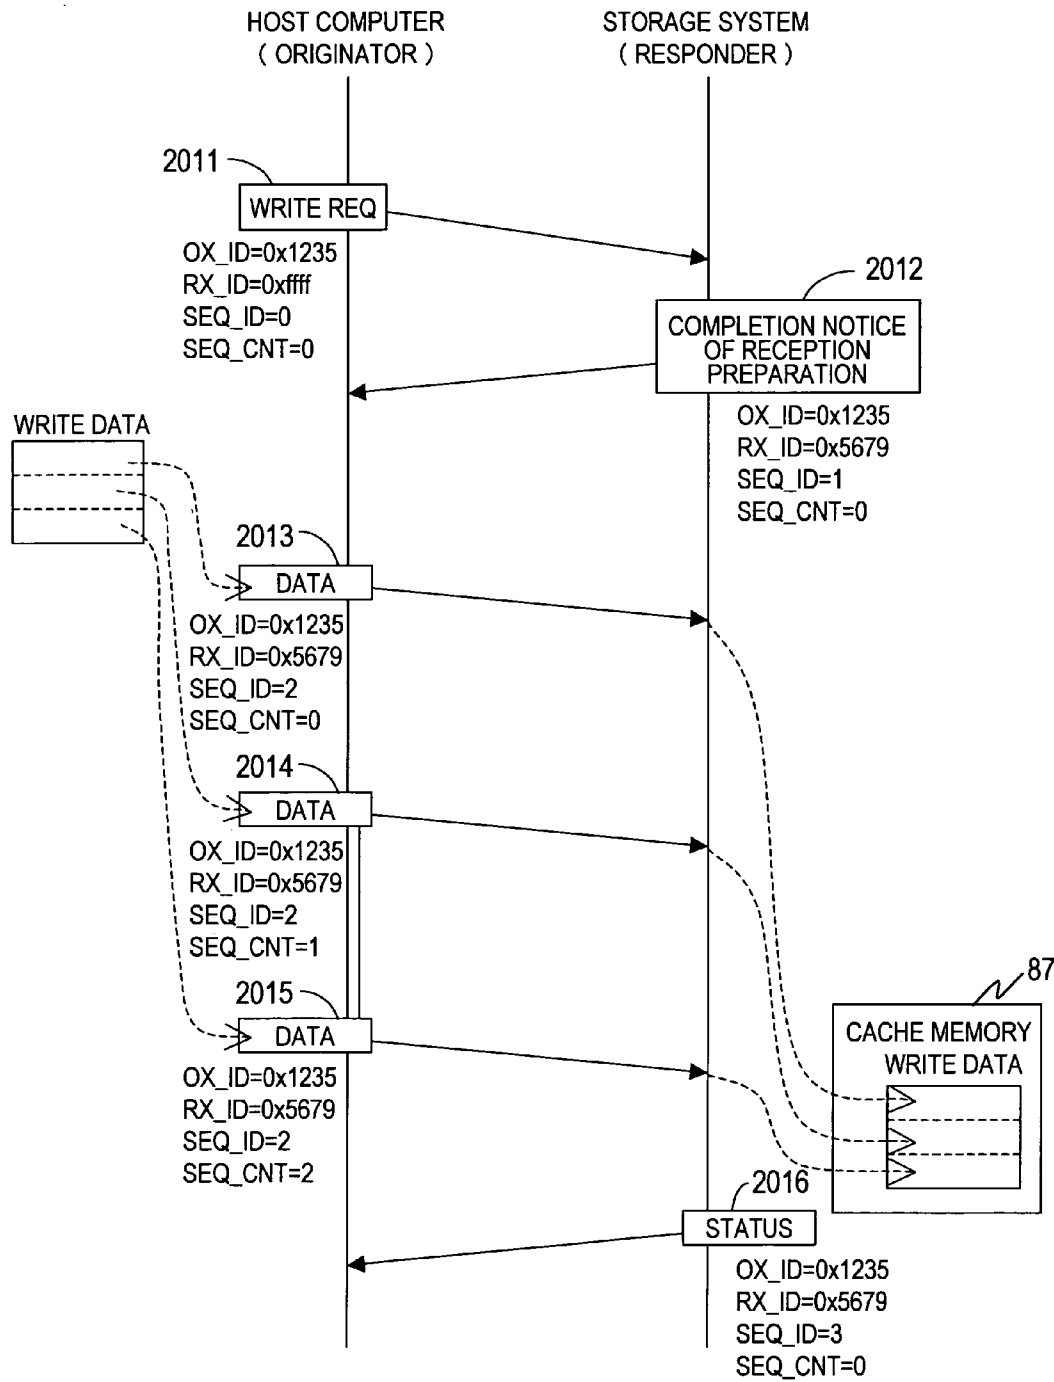 HOST COMPUTER
( ORIGINATOR )
STORAGE SYSTEM
( RESPONDER )
2011
WRITE REQ
OX_ID=0x1235
RX_ID=0xffff
SEQ_ID=0
SEQ_CNT=0
2012
COMPLETION NOTICE
OF RECEPTION
PREPARATION
OX_ID=0x1235
RX_ID=0x5679
SEQ_ID=1
SEQ_CNT=0
WRITE DATA
2013
DATA
OX_ID=0x1235
RX_ID=0x5679
SEQ_ID=2
SEQ_CNT=0
2014
DATA
OX_ID=0x1235
RX_ID=0x5679
SEQ_ID=2
SEQ_CNT=1
2015
DATA
OX_ID=0x1235
RX_ID=0x5679
SEQ_ID=2
SEQ_CNT=2
87
CACHE MEMORY
WRITE DATA
2016
STATUS
OX_ID=0x1235
RX_ID=0x5679
SEQ_ID=3
SEQ_CNT=0